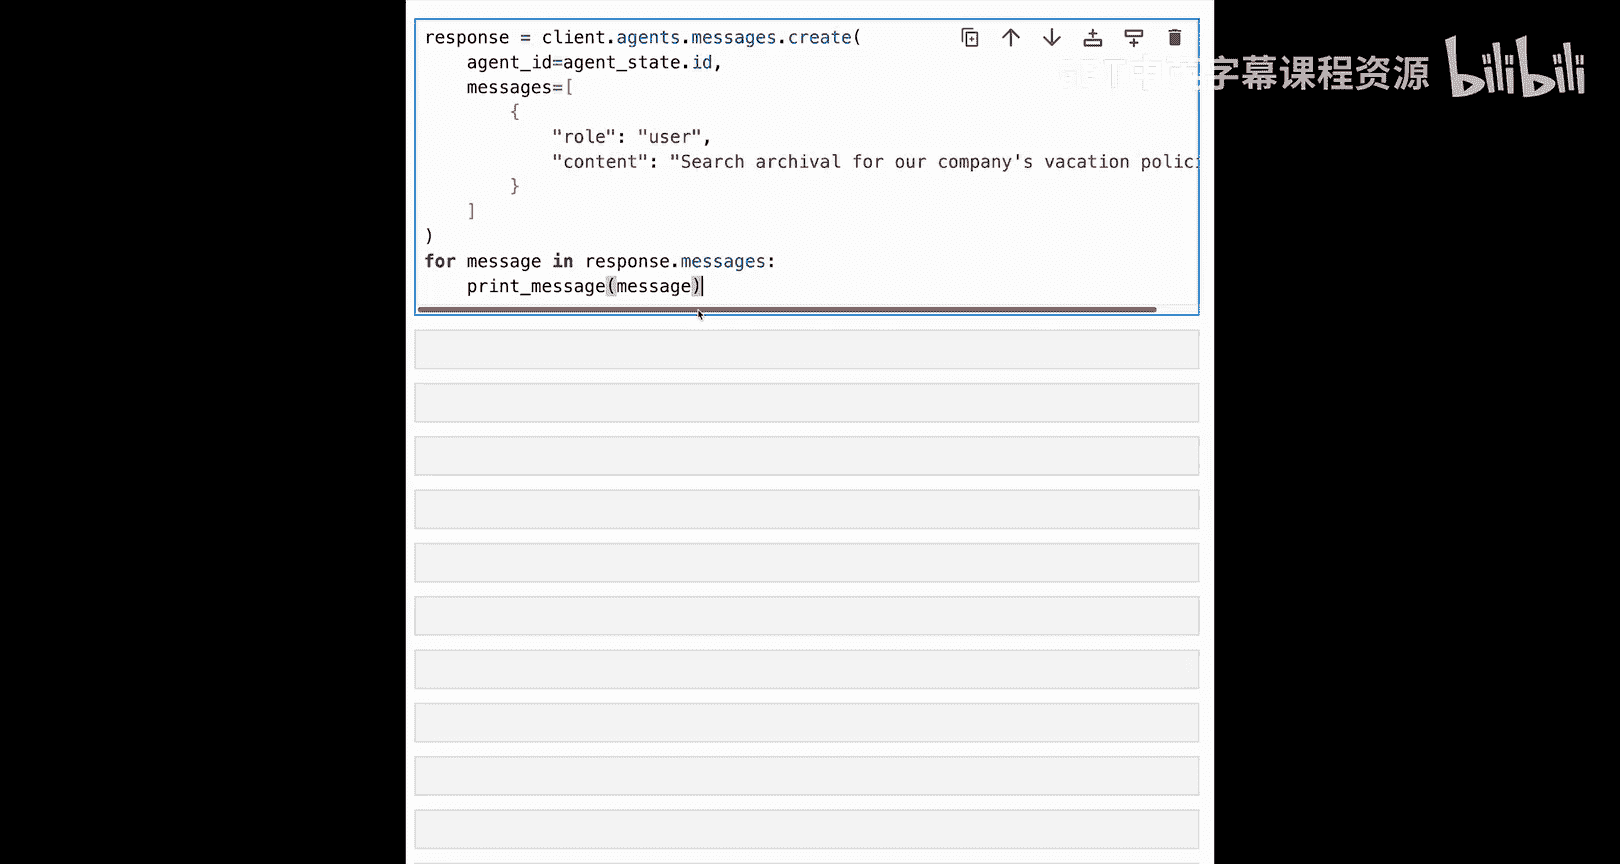 response = client.agents.messages.create(
    agent_id=agent_state.id,
    messages=[
        {
            "role": "user",
            "content": "Search archival for our company's vacation polici
        }
    ]
)
for message in response.messages:
    print_message(message)
字幕课程资源 bilibili